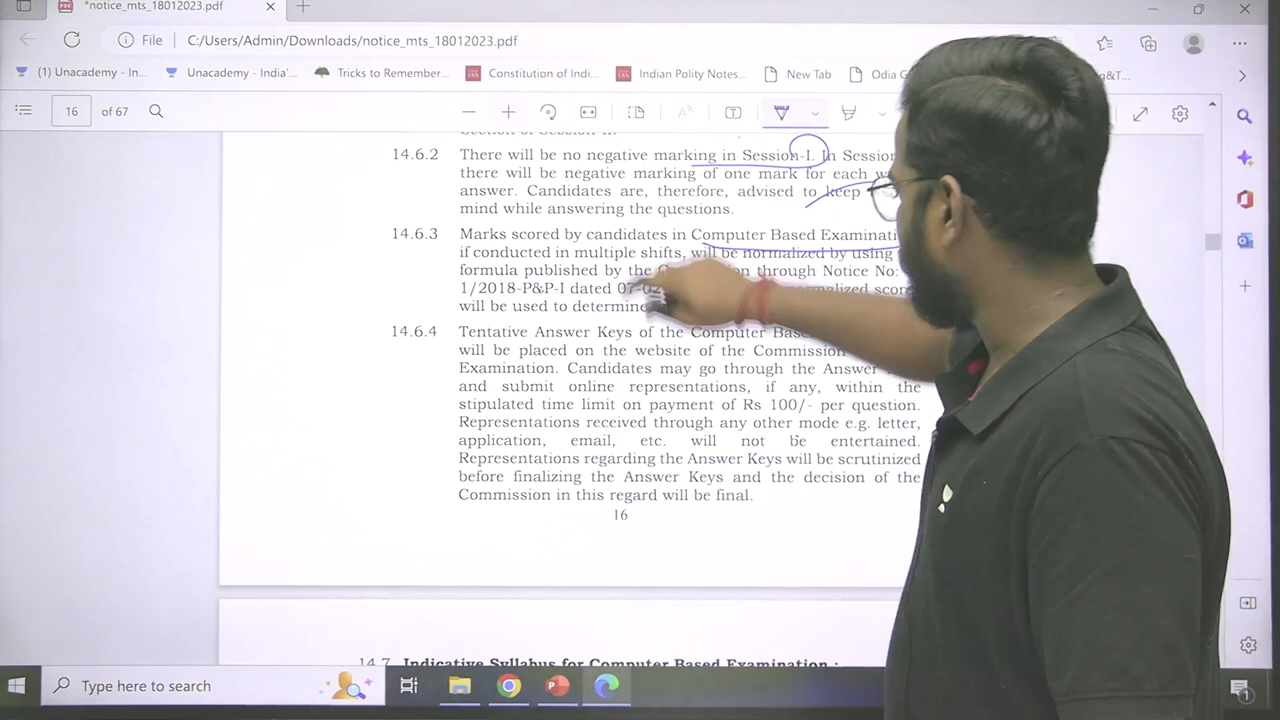 *notice_mts_18012023.pdf
File C:/Users/Admin/Downloads/notice_mts_18012023.pdf
(1) Unacademy - In... Unacademy - India'... Tricks to Remember... Constitution of Indi... Indian Polity Notes... New Tab Odia
16 of 67
14.6.2 There will be no negative marking in Session-I. In Session
there will be negative marking of one mark for each
answer. Candidates are, therefore, advised to keep
mind while answering the questions.
14.6.3 Marks scored by candidates in Computer Based
if conducted in multiple shifts, will be normalized by using
formula published by the through Notice No:
1/2018-P&P-I dated normalized
will be used to determine
14.6.4 Tentative Answer Keys of the Computer
will be placed on the website of the Commission
Examination. Candidates may go through the Answer
and submit online representations, if any, within the
stipulated time limit on payment of Rs 100/- per question.
Representations received through any other mode e.g. letter,
application, email, etc. will not be entertained.
Representations regarding the Answer Keys will be scrutinized
before finalizing the Answer Keys and the decision of the
Commission in this regard will be final.
16
14.7 Indicative Syllabus for Computer Based Examination :
Type here to search